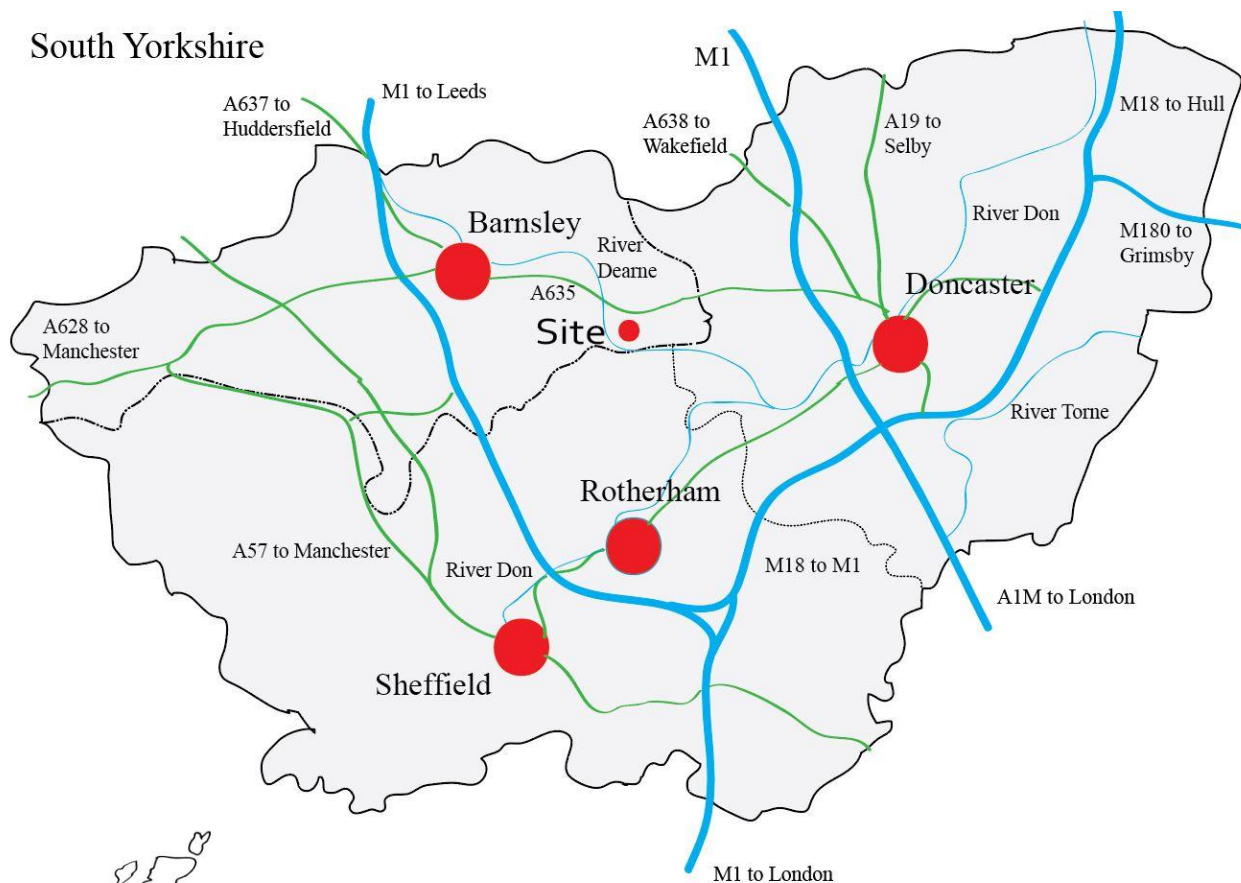 South Yorkshire
M1
M1 to Leeds
A637 to
Huddersfield
A638 to
Wakefield
A19 to
Selby
M18 to Hull
River Don
M180 to
Grimsby
Barnsley
River
Dearne
A635
Doncaster
Site
A628 to
Manchester
River Torne
Rotherham
A57 to Manchester
River Don
M18 to M1
A1M to London
Sheffield
M1 to London